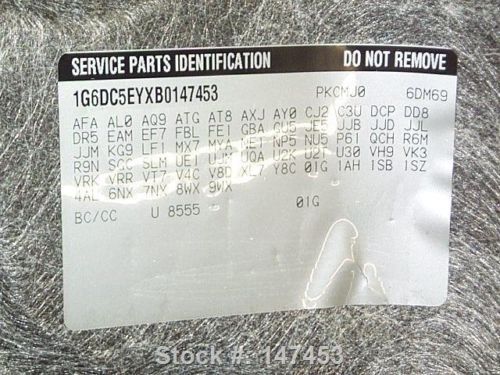 SERVICE PARTS IDENTIFICATION DO NOT REMOVE
1G6DC5EYXB0147453 PKCMJ0 6DM69
AFA AL0 AQ9 ATG AT8 AXJ AY0 CJ2 C3U DCP DD8
DR5 EAM EF7 FBL FE1 GBA GU5 JE5 JJB JJD JJL
JJM KG9 LF1 MX7 MYA NE1 NP5 NU5 P61 QCH R6M
R9N SGC SLM UE1 UJM UQA U2K U2T U30 VH9 VK3
VRK VRR VT7 V4C V8D XL7 Y8C 01G 1AH 1SB 1SZ
4AL 6NX 7NX 8WX 9WX
BC/CC U 8555 01G
Stock #: 147453